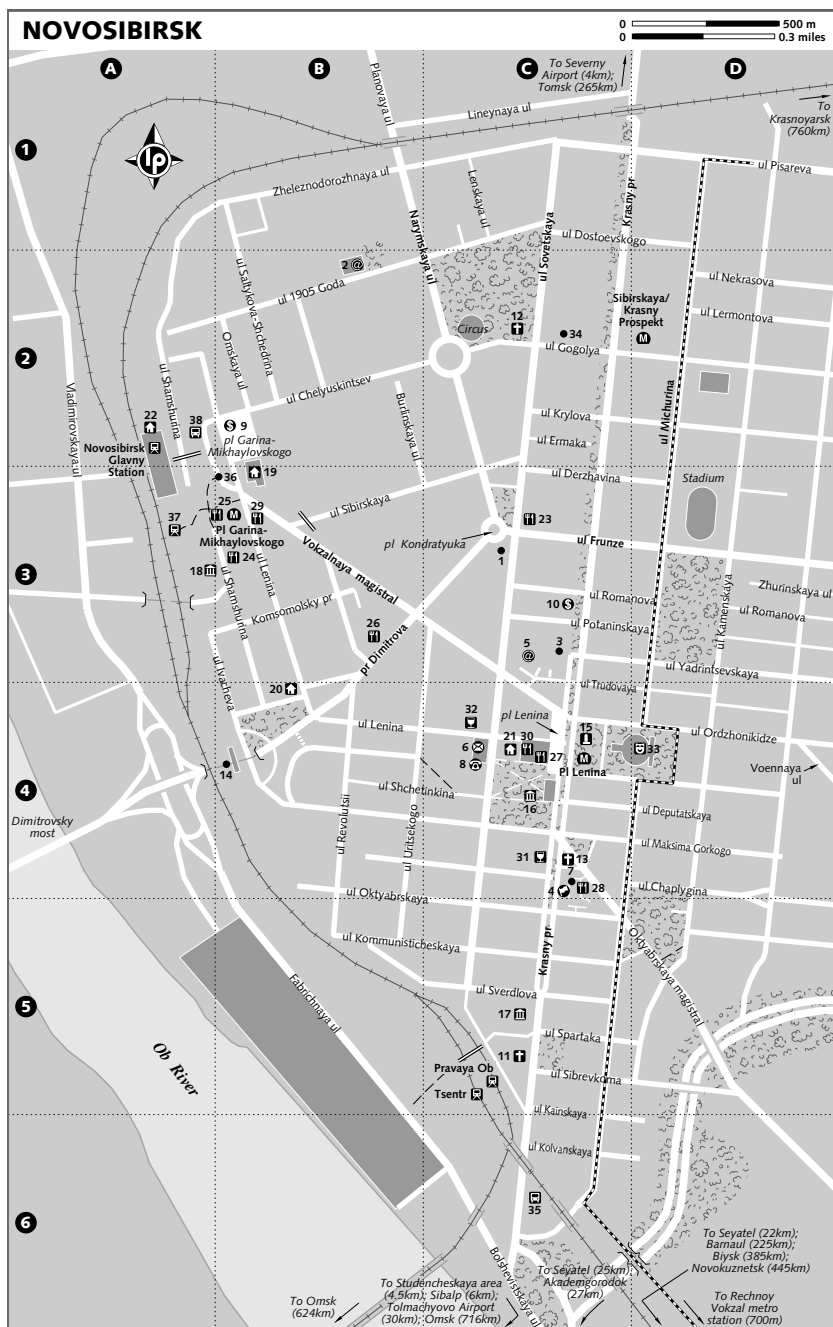 NOVOSIBIRSK
0 500 m
0 0.3 miles
A
B
C
D
To Severny
Airport (4km);
Tomsk (265km)
Planovaya ul
Lineynaya ul
To
Krasnoyarsk
(760km)
1
lp
ul Pisareva
Zheleznodorozhnaya ul
Lenskaya ul
Krasny pr
Narymskaya ul
ul Sovetskaya
ul Dostoevskogo
2
ul Saltykova-Shchedrina
ul 1905 Goda
ul Nekrasova
Sibirskaya/
Krasny
Prospekt
M
ul Lermontova
Omskaya ul
Circus
12
34
ul Gogolya
2
ul Michurina
ul Shamshurina
ul Chelyuskintsev
Vladimirovskaya ul
Burlinskaya ul
ul Krylova
22
38
9
pl Garina-
Mikhaylovskogo
ul Ermaka
Novosibirsk
Glavny
Station
19
36
ul Derzhavina
Stadium
25
29
ul Sibirskaya
23
37
M
Pl Garina-
Mikhaylovskogo
pl Kondratyuka
ul Frunze
24
Vokzalnaya magistral
1
3
18
ul Shamshurina
ul Lenina
Zhurinskaya ul
10
ul Romanova
ul Romanova
Komsomolsky pr
ul Kamenskaya
26
ul Potaninskaya
5
3
pr Dimitrova
ul Yadrintsevskaya
ul Ivacheva
20
ul Trudovaya
32
pl Lenina
15
ul Lenina
ul Ordzhonikidze
6
21
30
33
8
27
M
Pl Lenina
14
Voennaya
ul
4
ul Shchetinkina
16
ul Deputatskaya
Dimitrovsky
most
ul Revolutsii
ul Uritsekogo
ul Maksima Gorkogo
31
13
7
4
28
ul Chaplygina
ul Oktyabrskaya
ul Kommunisticheskaya
Krasny pr
Oktyabrskaya magistral
Fabrichnaya ul
ul Sverdlova
5
17
ul Spartaka
Ob River
11
Pravaya Ob
ul Sibrevkoma
Tsentr
ul Kainskaya
ul Kolvanskaya
35
6
To Seyatel (22km);
Barnaul (225km);
Biysk (385km);
Novokuznetsk (445km)
Bolshevistskaya ul
To Seyatel (25km);
Akademgorodok
(27km)
To Studencheskaya area
(4.5km); Sibalp (6km);
Tolmachyovo Airport
(30km); Omsk (716km)
To Omsk
(624km)
To Rechnoy
Vokzal metro
station (700m)